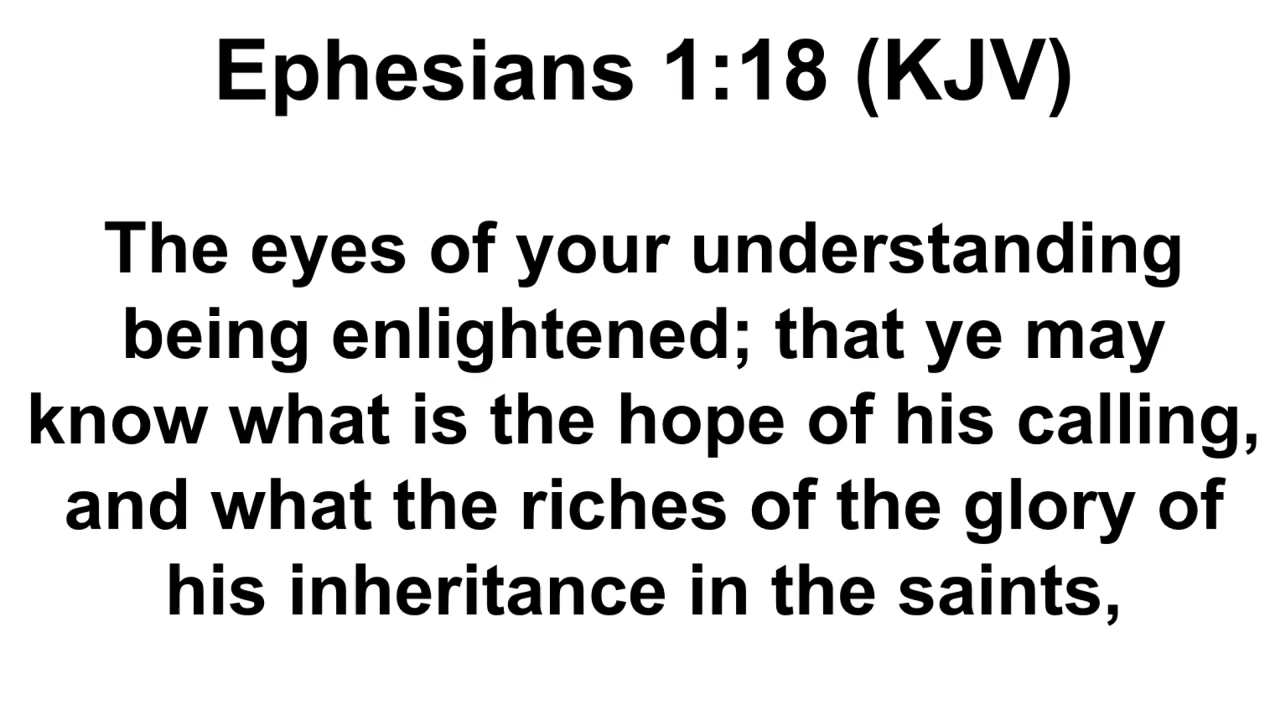 Ephesians 1:18 (KJV)
The eyes of your understanding
being enlightened; that ye may
know what is the hope of his calling,
and what the riches of the glory of
his inheritance in the saints,